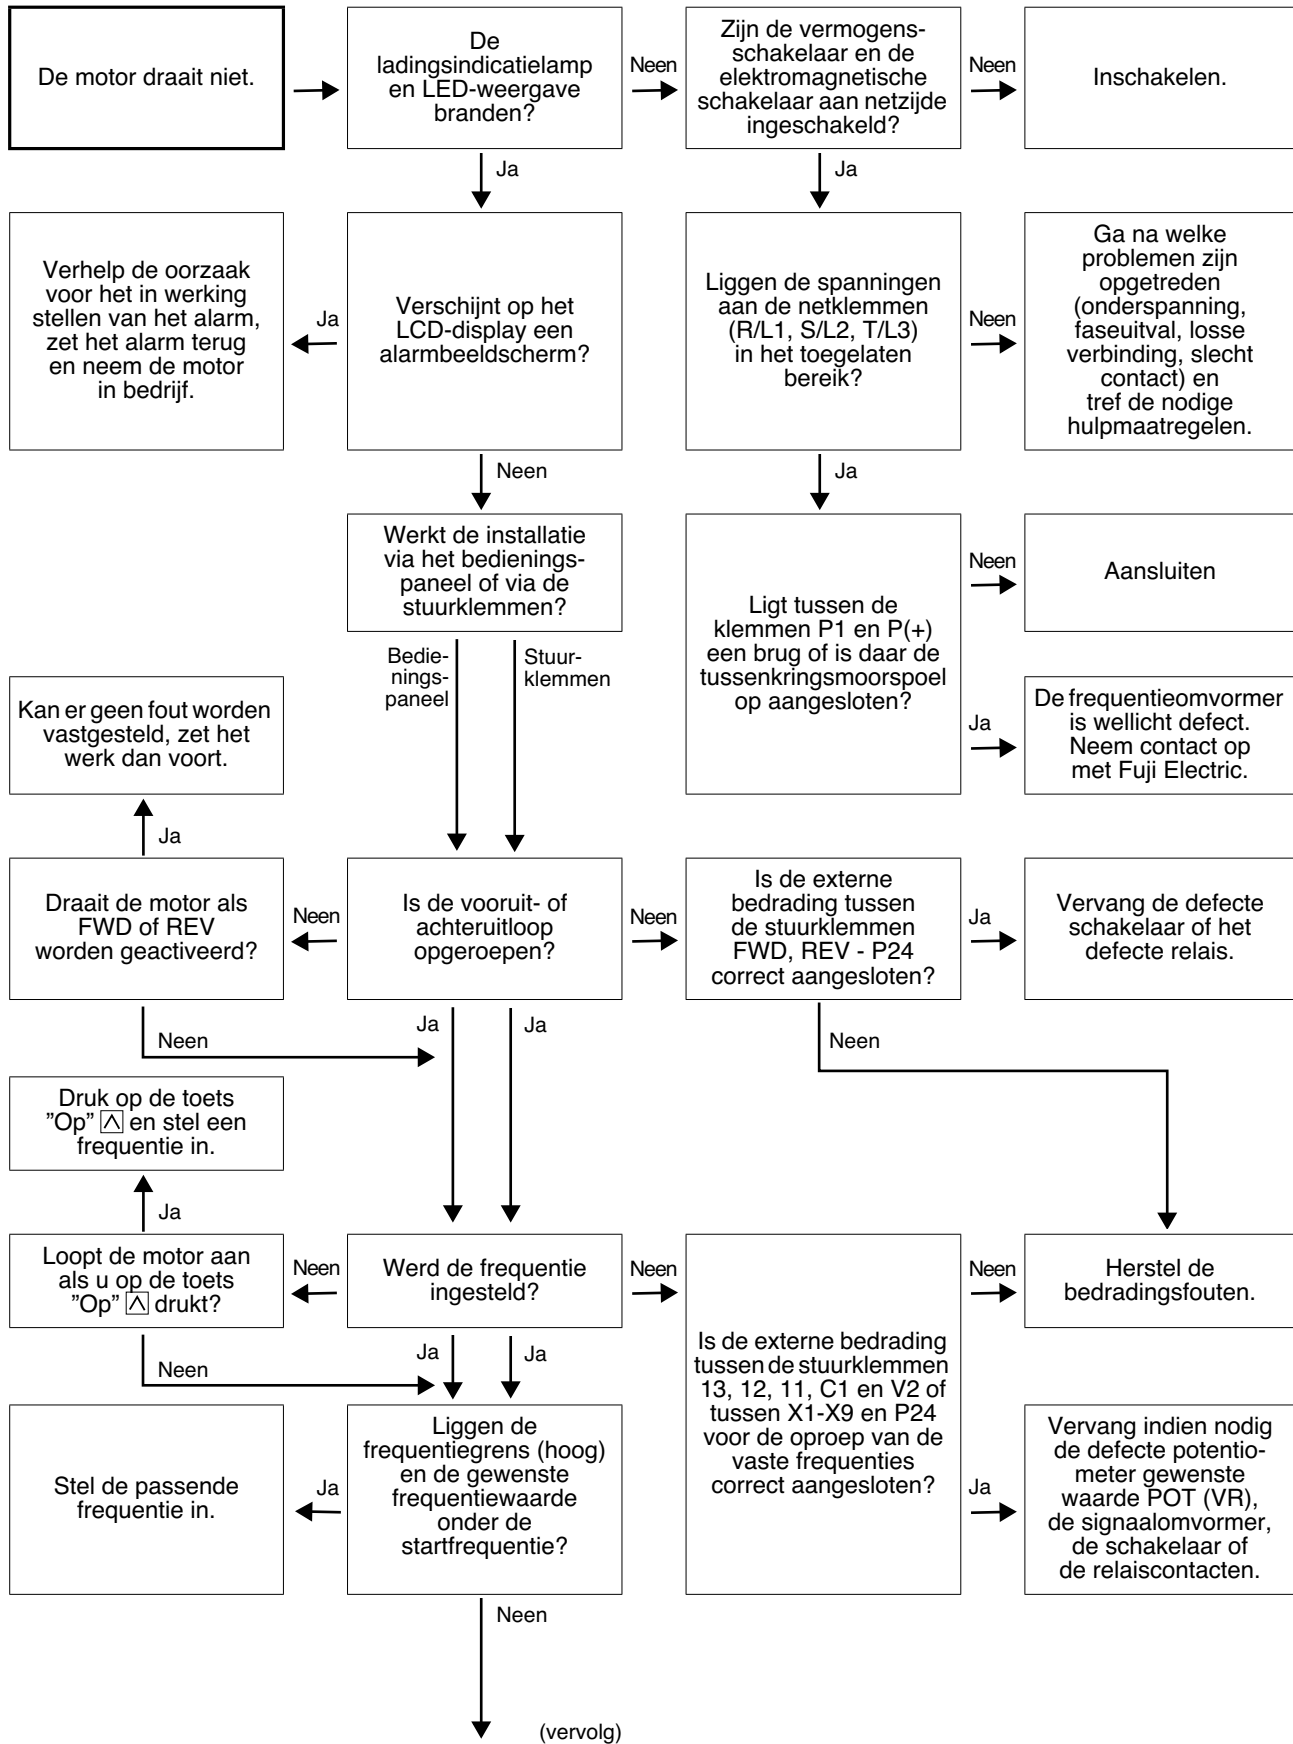 De motor draait niet.
De
ladingsindicatielamp
en LED-weergave
branden?
Neen
Zijn de vermogens-
schakelaar en de
elektromagnetische
schakelaar aan netzijde
ingeschakeld?
Neen
Inschakelen.
Ja
Ja
Verhelp de oorzaak
voor het in werking
stellen van het alarm,
zet het alarm terug
en neem de motor
in bedrijf.
Ja
Verschijnt op het
LCD-display een
alarmbeeldscherm?
Liggen de spanningen
aan de netklemmen
(R/L1, S/L2, T/L3)
in het toegelaten
bereik?
Neen
Ga na welke
problemen zijn
opgetreden
(onderspanning,
faseuitval, losse
verbinding, slecht
contact) en
tref de nodige
hulpmaatregelen.
Neen
Ja
Werkt de installatie
via het bedienings-
paneel of via de
stuurklemmen?
Ligt tussen de
klemmen P1 en P(+)
een brug of is daar de
tussenkringsmoorspoel
op aangesloten?
Neen
Aansluiten
Bedie-
nings-
paneel
Stuur-
klemmen
Ja
De frequentieomvormer
is wellicht defect.
Neem contact op
met Fuji Electric.
Kan er geen fout worden
vastgesteld, zet het
werk dan voort.
Ja
Draait de motor als
FWD of REV
worden geactiveerd?
Neen
Is de vooruit- of
achteruitloop
opgeroepen?
Neen
Is de externe
bedrading tussen
de stuurklemmen
FWD, REV - P24
correct aangesloten?
Ja
Vervang de defecte
schakelaar of het
defecte relais.
Neen
Ja
Ja
Neen
Druk op de toets
”Op” ⋀ en stel een
frequentie in.
Ja
Loopt de motor aan
als u op de toets
”Op” ⋀ drukt?
Neen
Werd de frequentie
ingesteld?
Neen
Is de externe bedrading
tussen de stuurklemmen
13, 12, 11, C1 en V2 of
tussen X1-X9 en P24
voor de oproep van de
vaste frequenties
correct aangesloten?
Neen
Herstel de
bedradingsfouten.
Neen
Ja
Ja
Stel de passende
frequentie in.
Ja
Liggen de
frequentiegrens (hoog)
en de gewenste
frequentiewaarde
onder de
startfrequentie?
Ja
Vervang indien nodig
de defecte potentio-
meter gewenste
waarde POT (VR),
de signaalomvormer,
de schakelaar of
de relaiscontacten.
Neen
(vervolg)